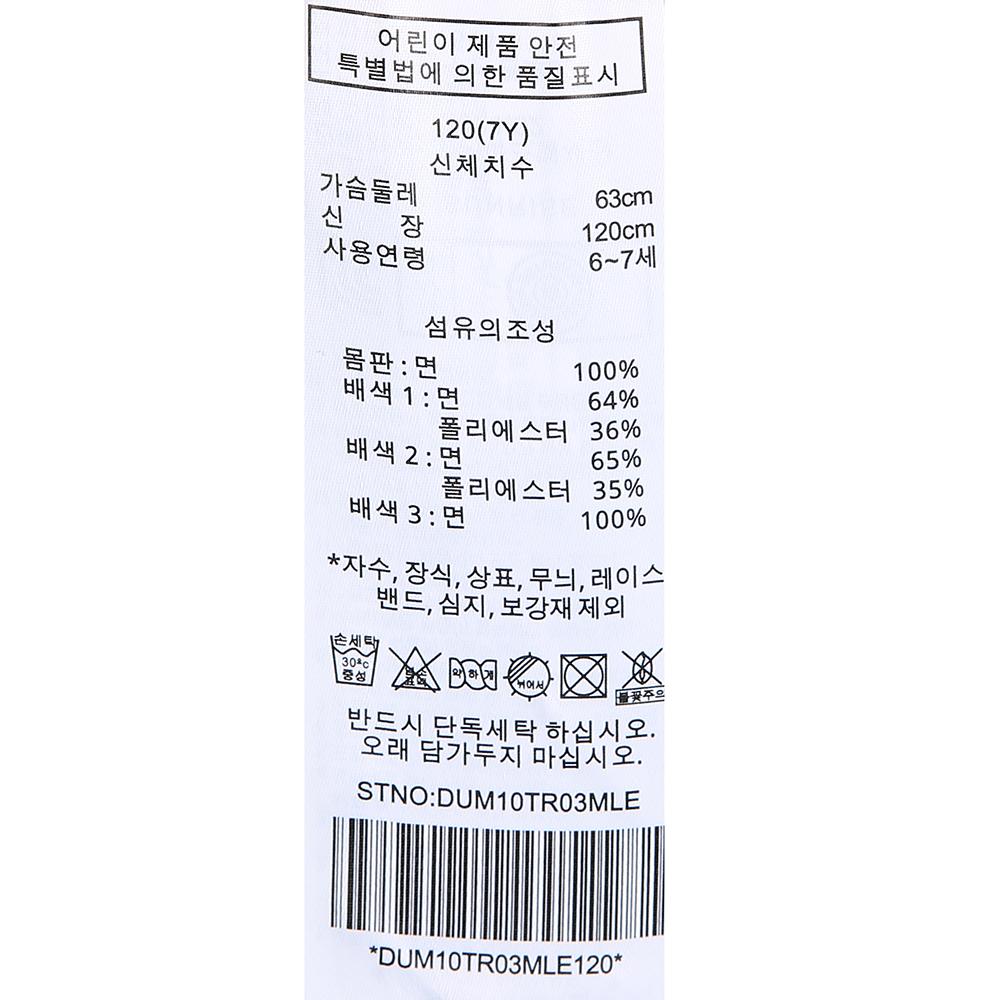 어린이 제품 안전
특별법에 의한 품질표시
120(7Y)
신체치수
가슴둘레 63cm
신 장 120cm
사용연령 6~7세
섬유의조성
몸판 : 면 100%
배색 1 : 면 64%
폴리에스터 36%
배색 2 : 면 65%
폴리에스터 35%
배색 3 : 면 100%
*자수, 장식, 상표, 무늬, 레이스
밴드, 심지, 보강재 제외
손세탁
30℃
중성
염소
표백
약하게
뉘어서
불꽃주의
반드시 단독세탁 하십시오.
오래 담가두지 마십시오.
STNO:DUM10TR03MLE
*DUM10TR03MLE120*